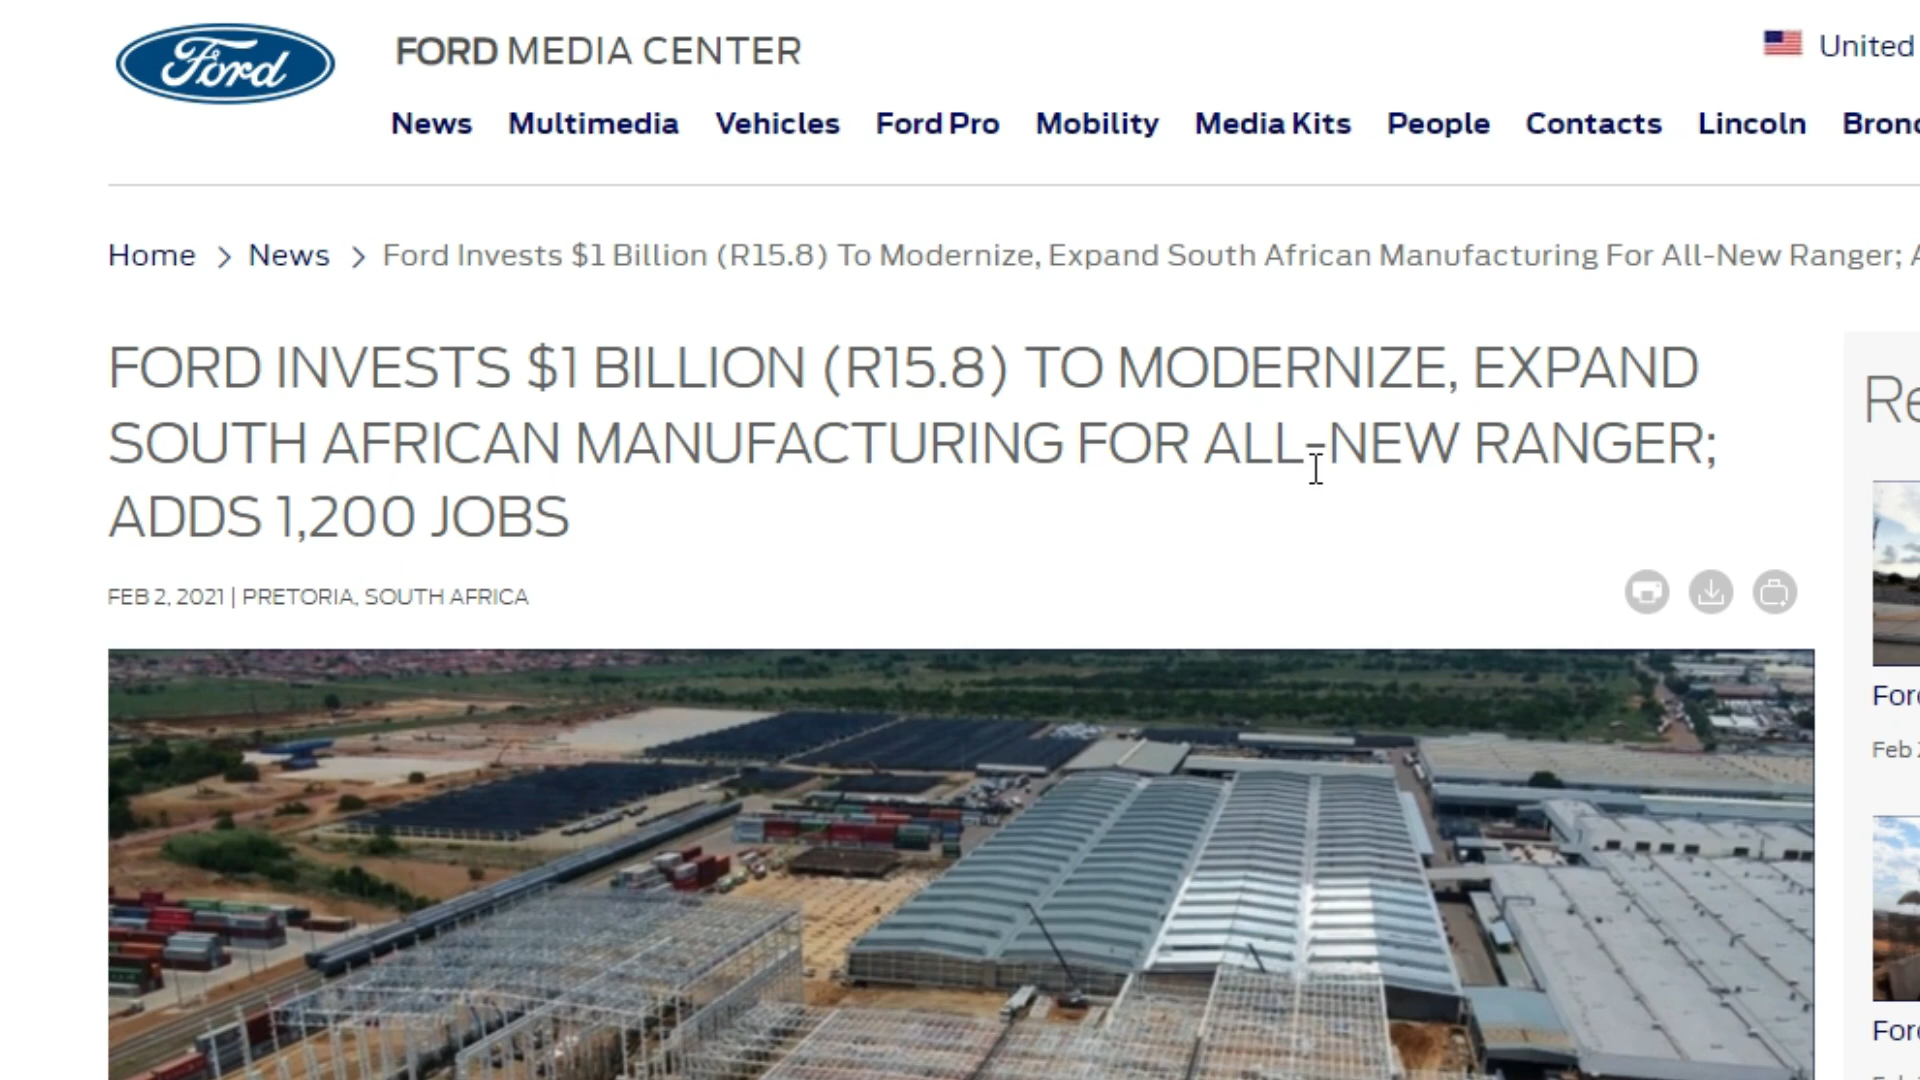 Ford
FORD MEDIA CENTER
United
News Multimedia Vehicles Ford Pro Mobility Media Kits People Contacts Lincoln
Home > News > Ford Invests $1 Billion (R15.8) To Modernize, Expand South African Manufacturing For All-New Ranger;
FORD INVESTS $1 BILLION (R15.8) TO MODERNIZE, EXPAND
SOUTH AFRICAN MANUFACTURING FOR ALL-NEW RANGER;
ADDS 1,200 JOBS
FEB 2, 2021 | PRETORIA, SOUTH AFRICA
Feb